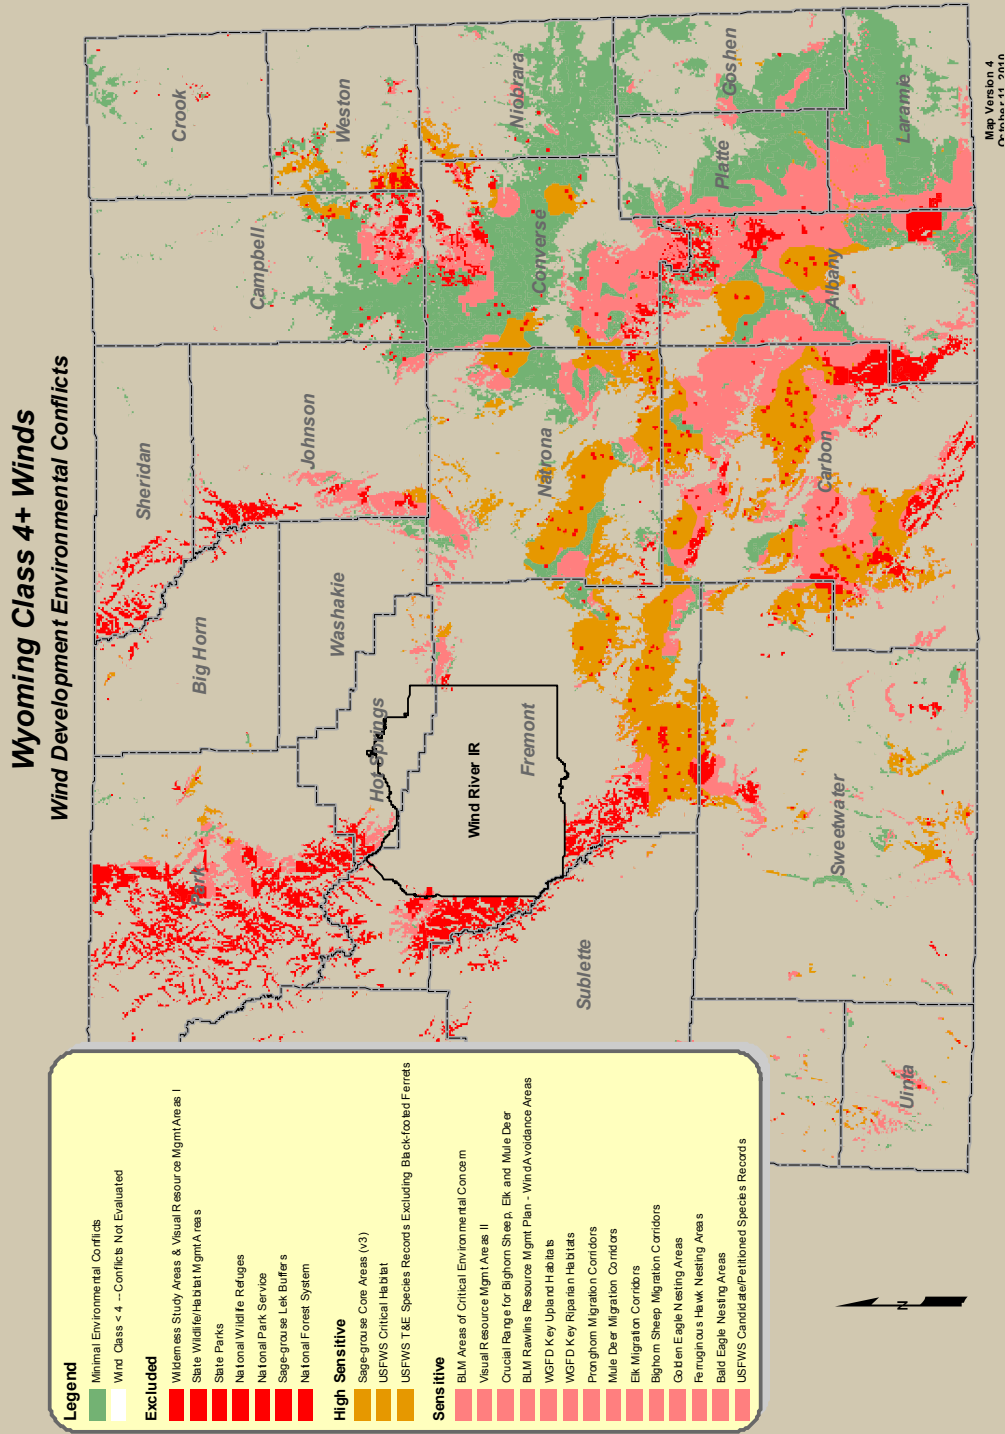 Wyoming Class 4+ Winds
Wind Development Environmental Conflicts
Legend
Minimal Environmental Conflicts
Wind Class < 4 -- Conflicts Not Evaluated
Excluded
Wilderness Study Areas & Visual Resource Mgmt Areas I
State Wildlife/Habitat Mgmt Areas
State Parks
National Wildlife Refuges
National Park Service
Sage-grouse Lek Buffers
National Forest System
High Sensitive
Sage-grouse Core Areas (v3)
USFWS Critical Habitat
USFWS T&E Species Records Excluding Black-footed Ferrets
Sensitive
BLM Areas of Critical Environmental Concern
Visual Resource Mgmt Areas II
Crucial Range for Bighorn Sheep, Elk and Mule Deer
BLM Rawlins Resource Mgmt Plan - Wind Avoidance Areas
WGFD Key Upland Habitats
WGFD Key Riparian Habitats
Pronghorn Migration Corridors
Mule Deer Migration Corridors
Elk Migration Corridors
Bighorn Sheep Migration Corridors
Golden Eagle Nesting Areas
Ferruginous Hawk Nesting Areas
Bald Eagle Nesting Areas
USFWS Candidate/Petitioned Species Records
Park
Big Horn
Sheridan
Johnson
Campbell
Crook
Weston
Washakie
Hot Springs
Wind River IR
Fremont
Natrona
Converse
Niobrara
Sublette
Platte
Goshen
Sweetwater
Carbon
Albany
Laramie
Uinta
N
Map Version 4
October 11, 2010